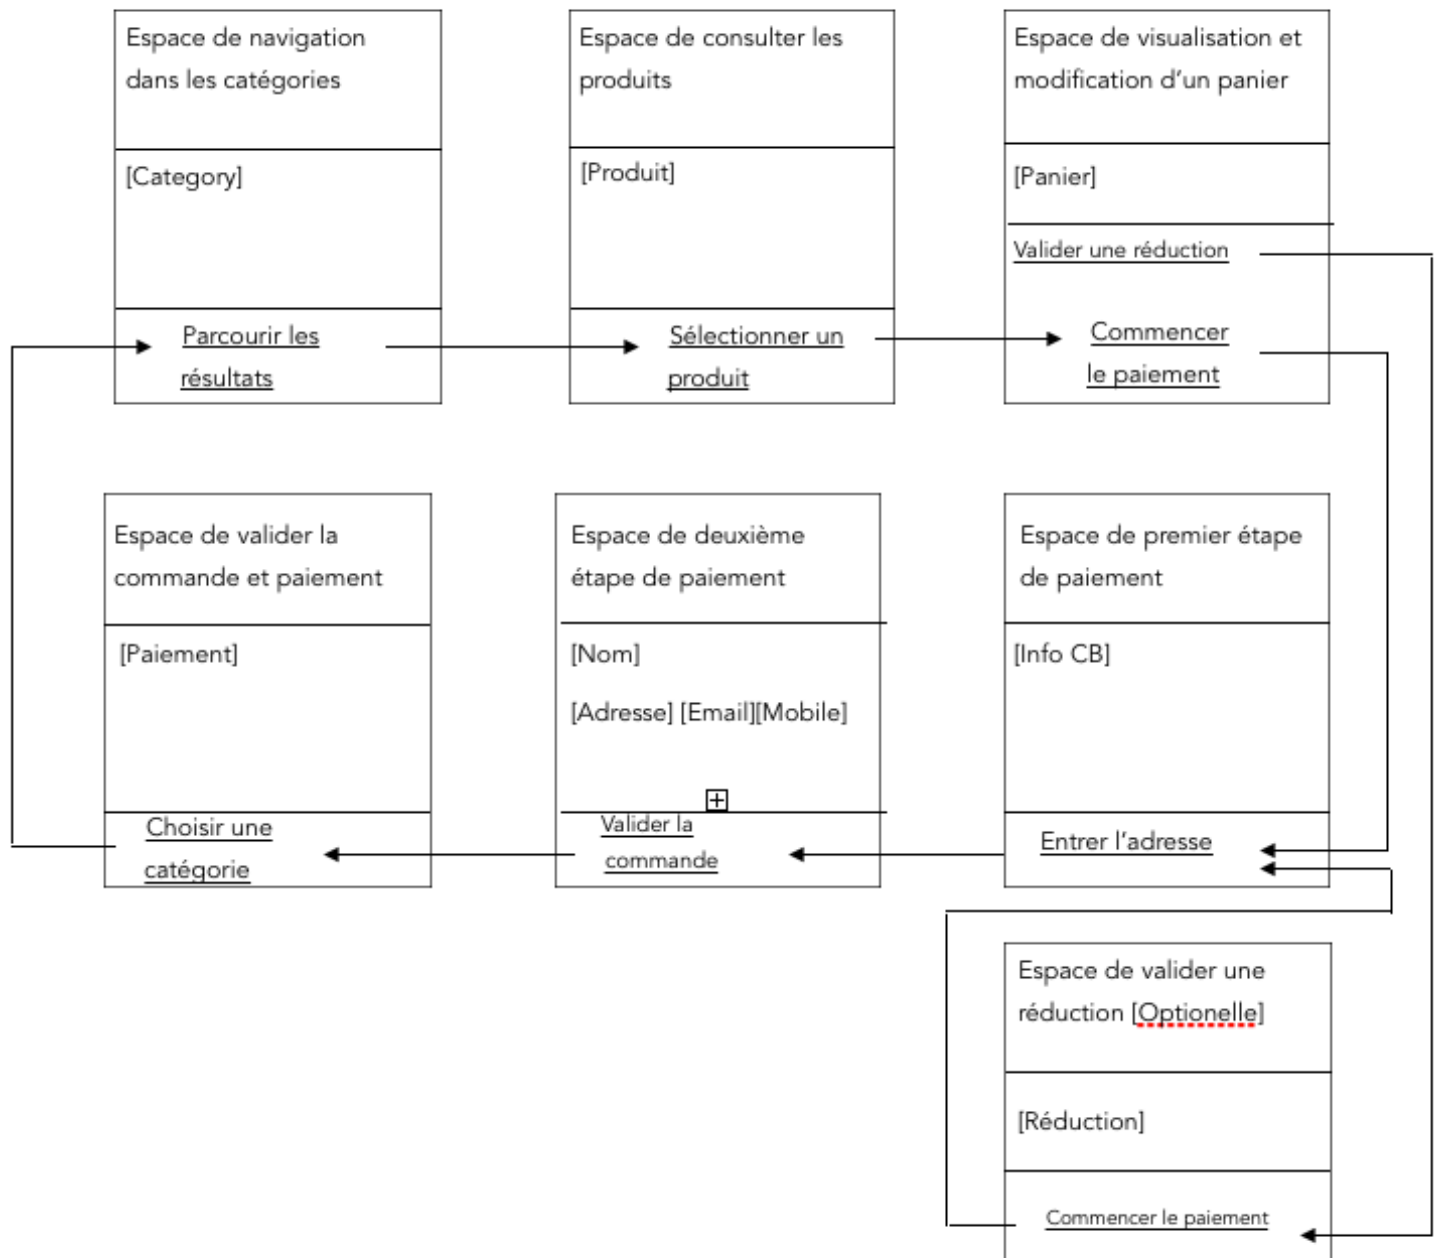 Espace de navigation
dans les catégories
[Category]
Parcourir les
résultats
Espace de consulter les
produits
[Produit]
Sélectionner un
produit
Espace de visualisation et
modification d’un panier
[Panier]
Valider une réduction
Commencer
le paiement
Espace de valider la
commande et paiement
[Paiement]
Choisir une
catégorie
Espace de deuxième
étape de paiement
[Nom]
[Adresse] [Email][Mobile]
Valider la
commande
Espace de premier étape
de paiement
[Info CB]
Entrer l’adresse
Espace de valider une
réduction [Optionelle]
[Réduction]
Commencer le paiement